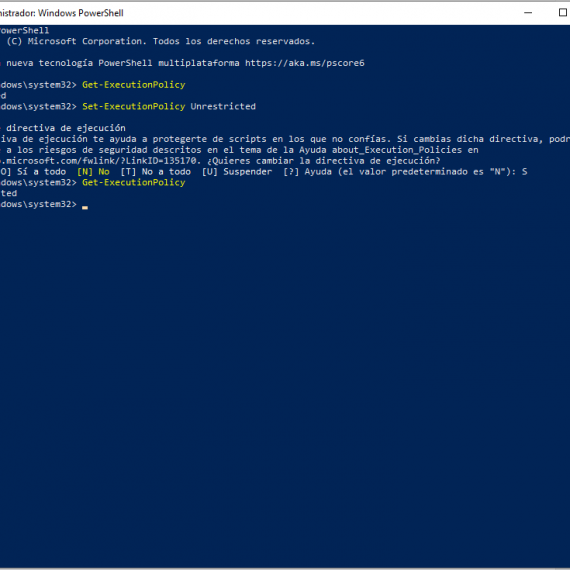 nistrador: Windows PowerShell
PowerShell
(C) Microsoft Corporation. Todos los derechos reservados.
nueva tecnología PowerShell multiplataforma https://aka.ms/pscore6
dows\system32> Get-ExecutionPolicy
ed
dows\system32> Set-ExecutionPolicy Unrestricted
directiva de ejecución
iva de ejecución te ayuda a protegerte de scripts en los que no confías. Si cambias dicha directiva, podr
a los riesgos de seguridad descritos en el tema de la Ayuda about_Execution_Policies en
.microsoft.com/fwlink/?LinkID=135170. ¿Quieres cambiar la directiva de ejecución?
O] Sí a todo [N] No [T] No a todo [U] Suspender [?] Ayuda (el valor predeterminado es "N"): S
dows\system32> Get-ExecutionPolicy
ted
dows\system32>